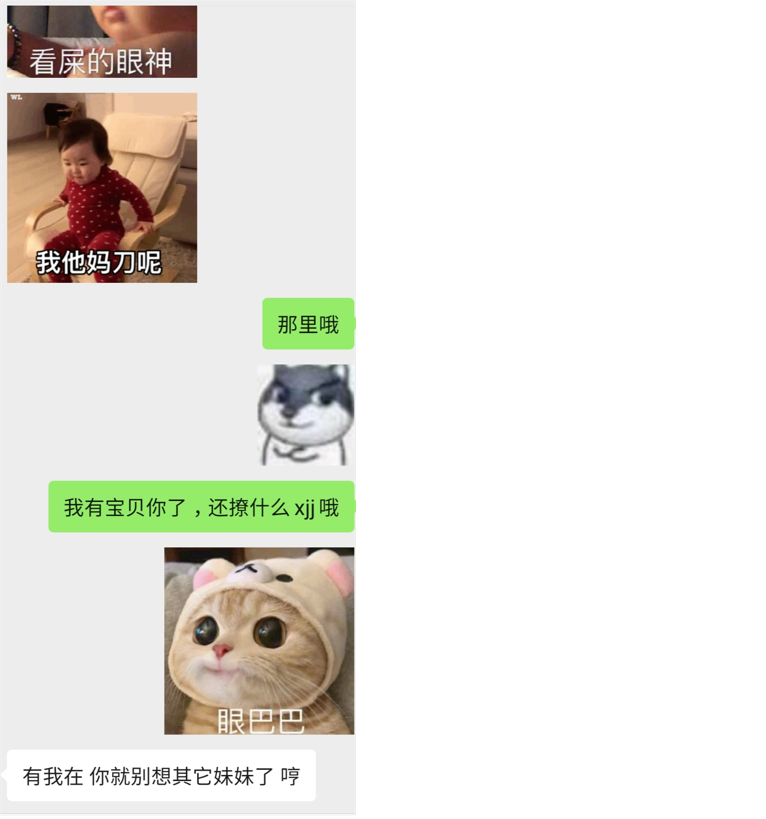 看屎的眼神
WL
我他妈刀呢
那里哦
我有宝贝你了，还撩什么 xjj 哦
眼巴巴
有我在 你就别想其它妹妹了 哼